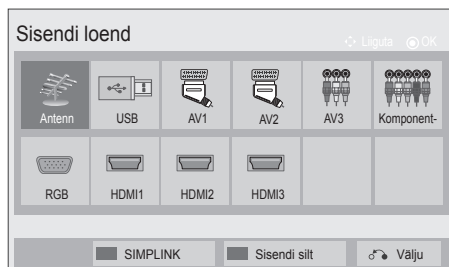 Sisendi loend
Liiguta OK
Antenn USB AV1 AV2 AV3 Komponent-
RGB HDMI1 HDMI2 HDMI3
SIMPLINK Sisendi silt Välju